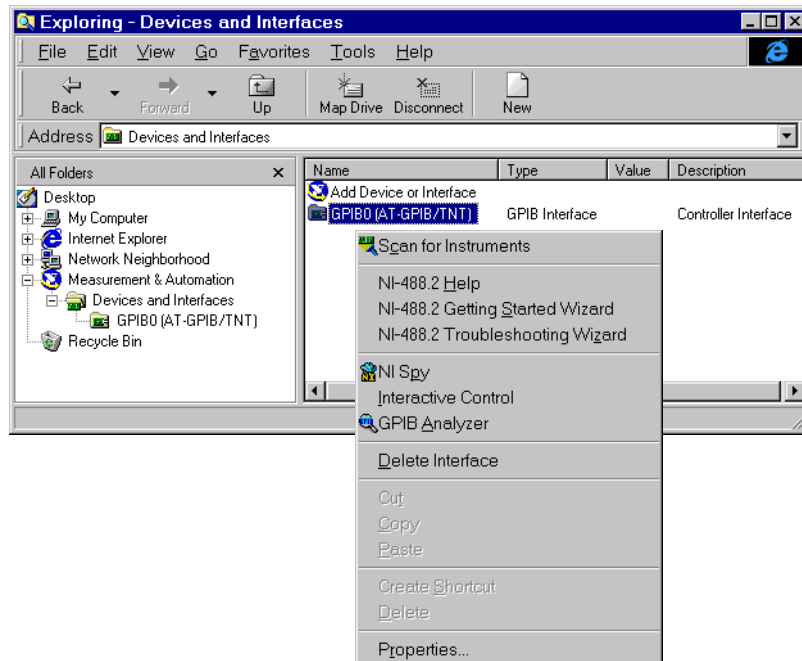 Exploring - Devices and Interfaces
File Edit View Go Favorites Tools Help
Back Forward Up Map Drive Disconnect New
Address Devices and Interfaces
All Folders x
Desktop
My Computer
Internet Explorer
Network Neighborhood
Measurement & Automation
Devices and Interfaces
GPIB0 (AT-GPIB/TNT)
Recycle Bin
Name Type Value Description
Add Device or Interface
GPIB0 (AT-GPIB/TNT) GPIB Interface Controller Interface
Scan for Instruments
NI-488.2 Help
NI-488.2 Getting Started Wizard
NI-488.2 Troubleshooting Wizard
NI Spy
Interactive Control
GPIB Analyzer
Delete Interface
Cut
Copy
Paste
Create Shortcut
Delete
Properties...